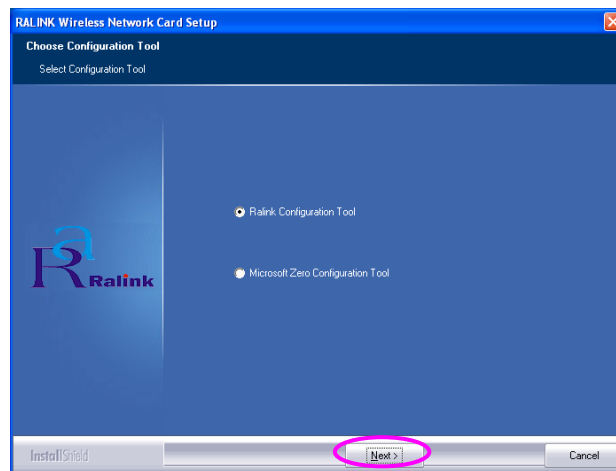 RALINK Wireless Network Card Setup
Choose Configuration Tool
Select Configuration Tool
Ralink Configuration Tool
Microsoft Zero Configuration Tool
Ralink
InstallShield
Next >
Cancel